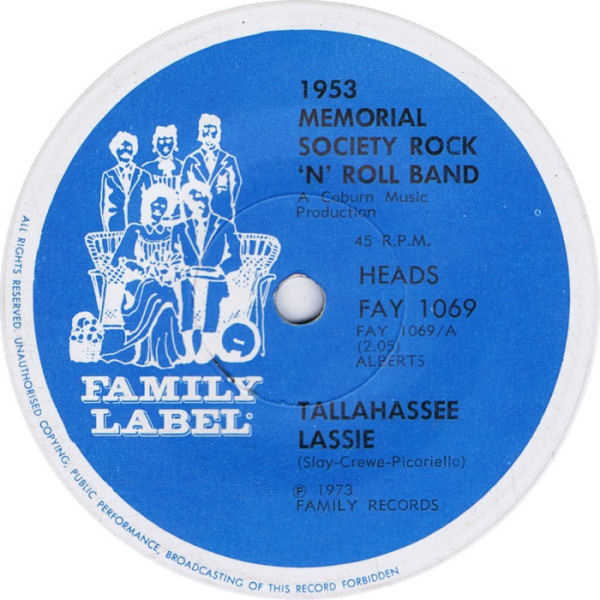 1953
MEMORIAL
SOCIETY ROCK
'N' ROLL BAND
A Coburn Music
Production
45 R.P.M.
HEADS
FAY 1069
FAY 1069/A
(2.05)
ALBERTS
FAMILY
LABEL
TALLAHASSEE
LASSIE
(Slay-Crewe-Picariello)
℗ 1973
FAMILY RECORDS
ALL RIGHTS RESERVED. UNAUTHORISED COPYING, PUBLIC PERFORMANCE, BROADCASTING OF THIS RECORD FORBIDDEN